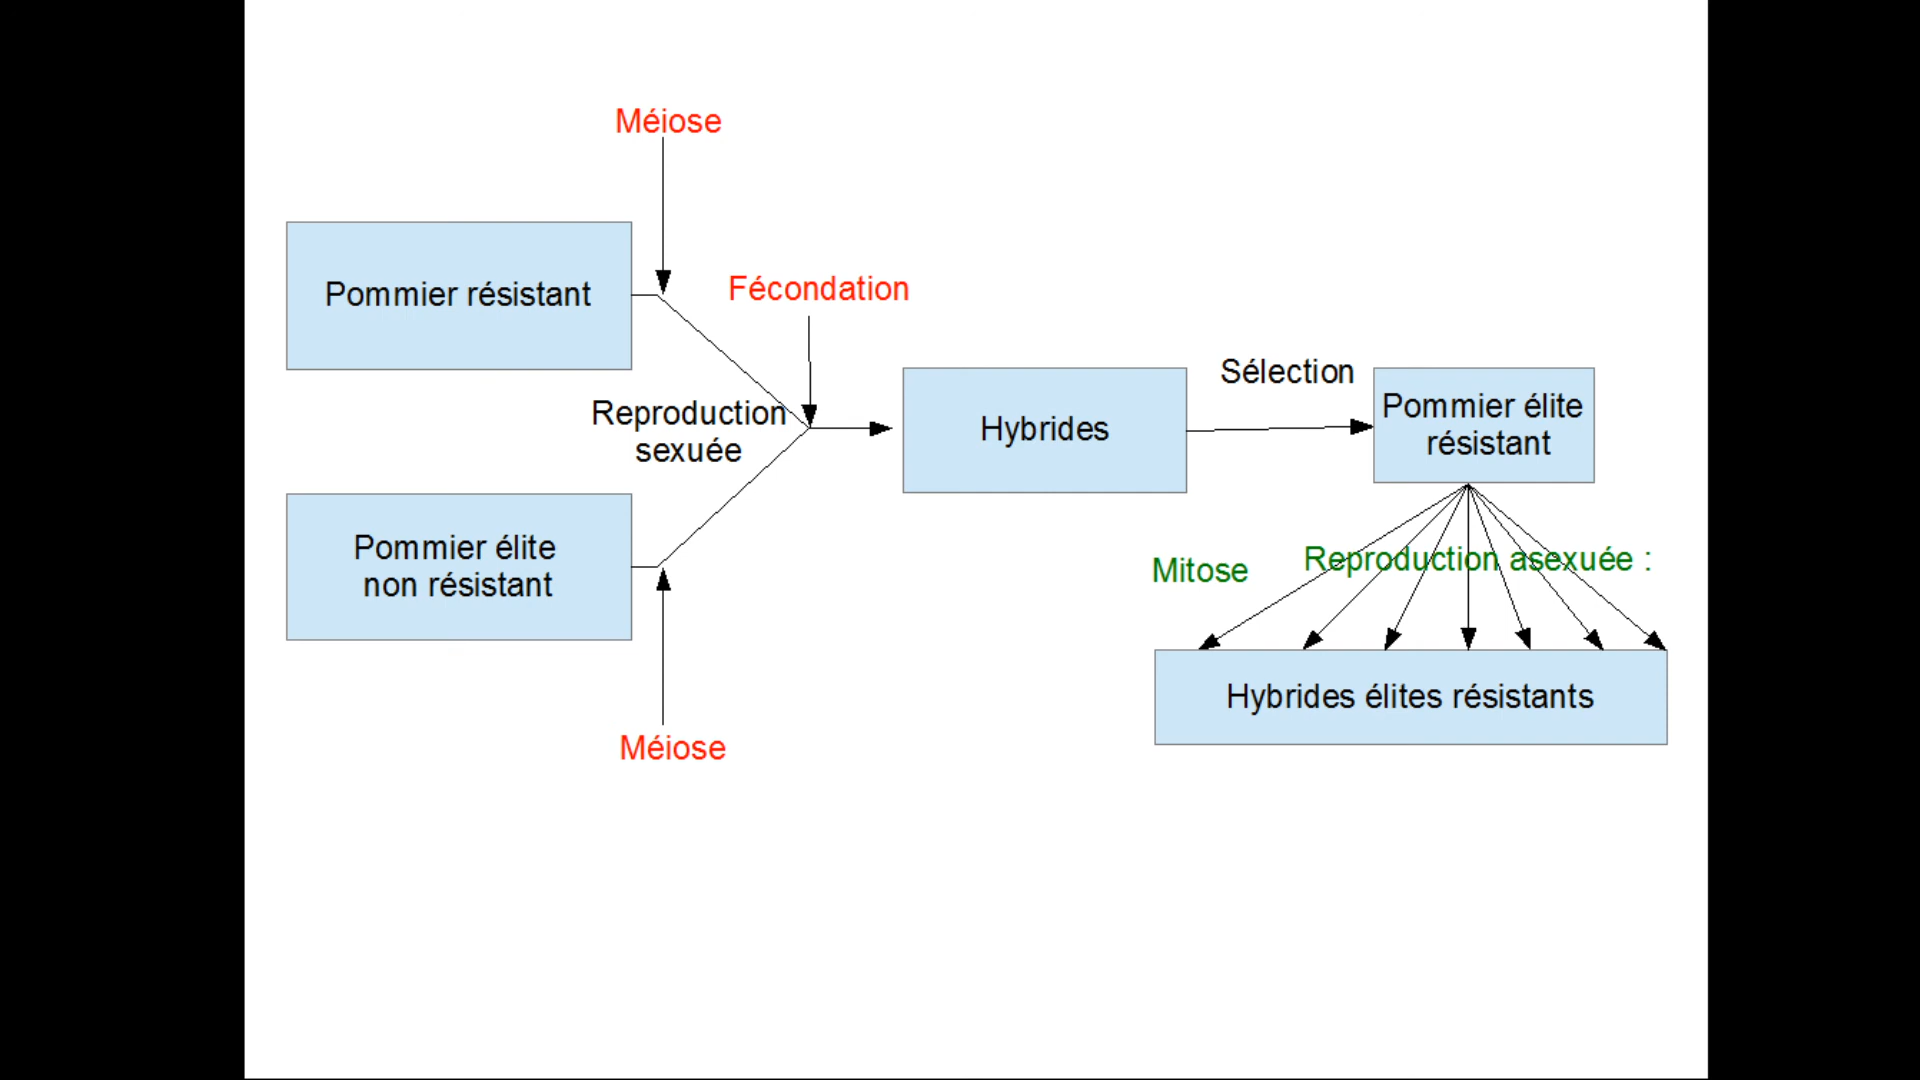 Méiose
Pommier résistant
Fécondation
Reproduction
sexuée
Pommier élite
non résistant
Méiose
Hybrides
Sélection
Pommier élite
résistant
Mitose
Reproduction asexuée :
Hybrides élites résistants